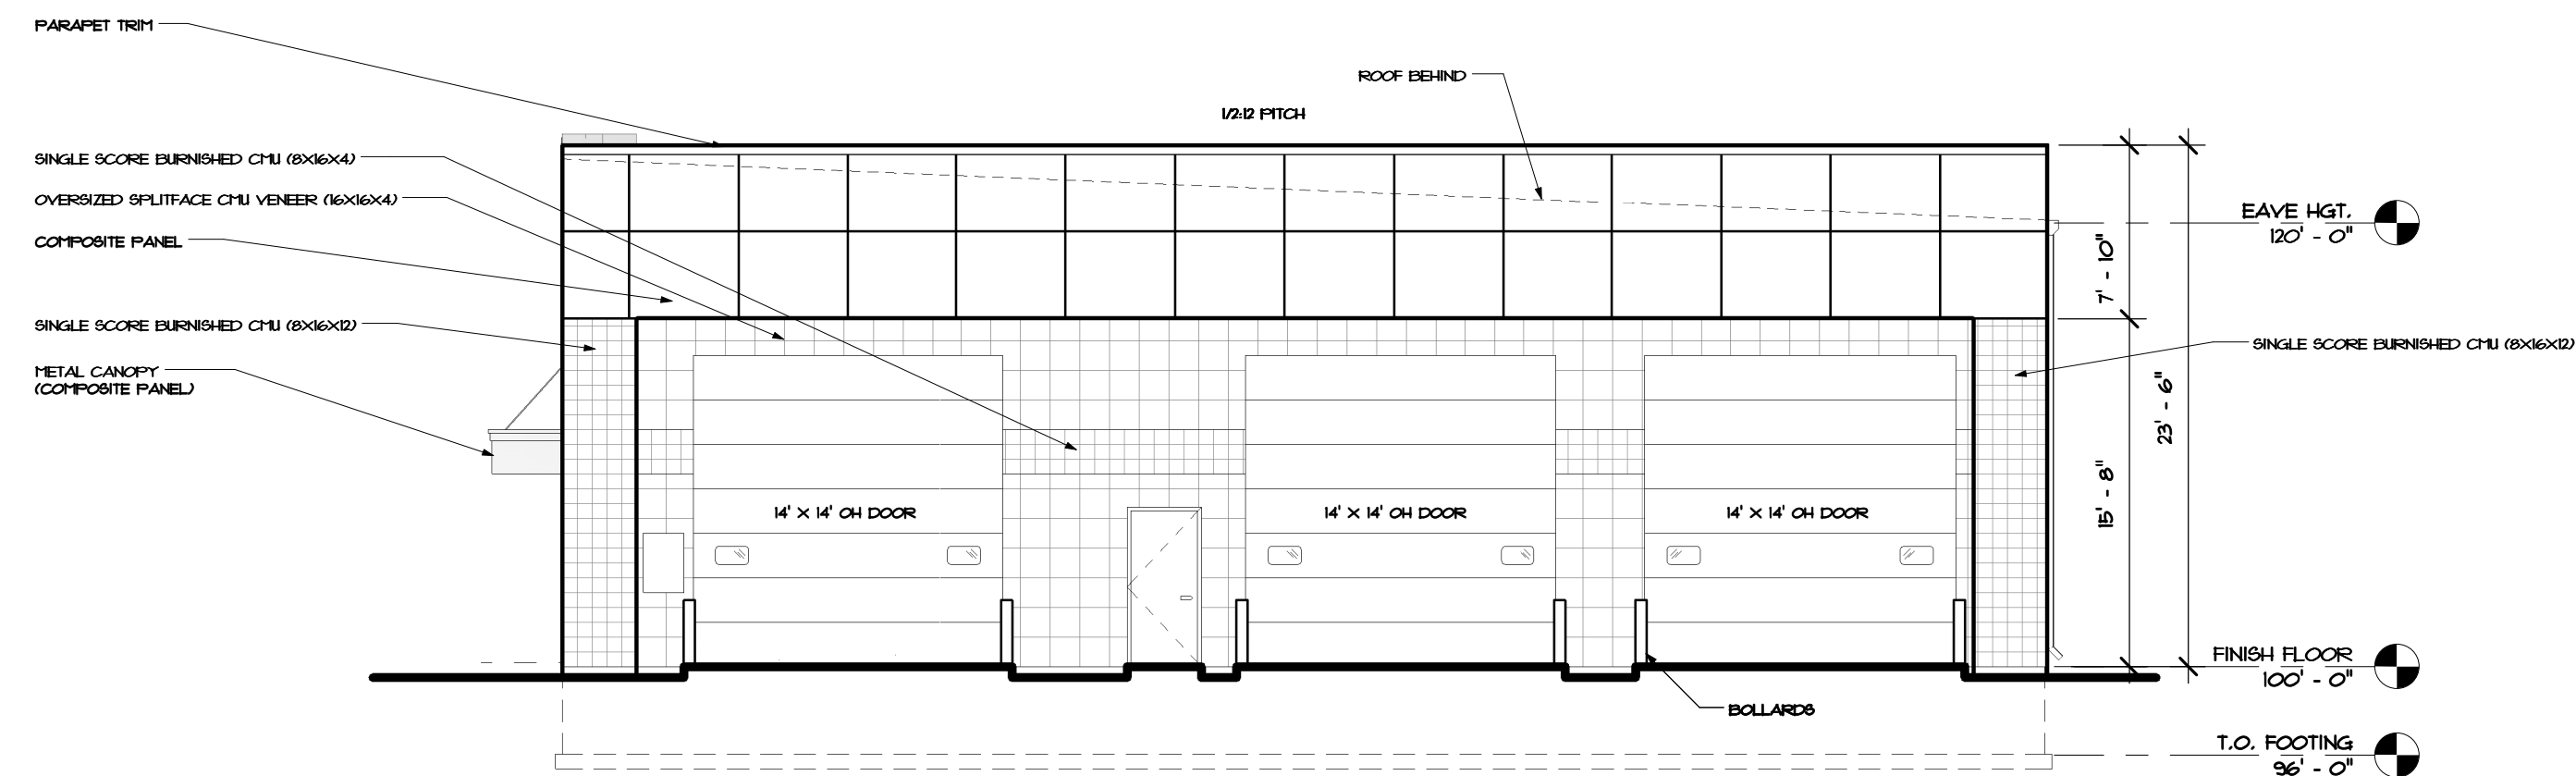 PARAPET TRIM
ROOF BEHIND
1/2:12 PITCH
SINGLE SCORE BURNISHED CMU (8X16X4)
OVERSIZED SPLITFACE CMU VENEER (16X16X4)
COMPOSITE PANEL
SINGLE SCORE BURNISHED CMU (8X16X12)
METAL CANOPY
(COMPOSITE PANEL)
14' X 14' OH DOOR
14' X 14' OH DOOR
14' X 14' OH DOOR
BOLLARDS
7' - 10"
15' - 8"
23' - 6"
EAVE HGT.
120' - 0"
SINGLE SCORE BURNISHED CMU (8X16X12)
FINISH FLOOR
100' - 0"
T.O. FOOTING
96' - 0"